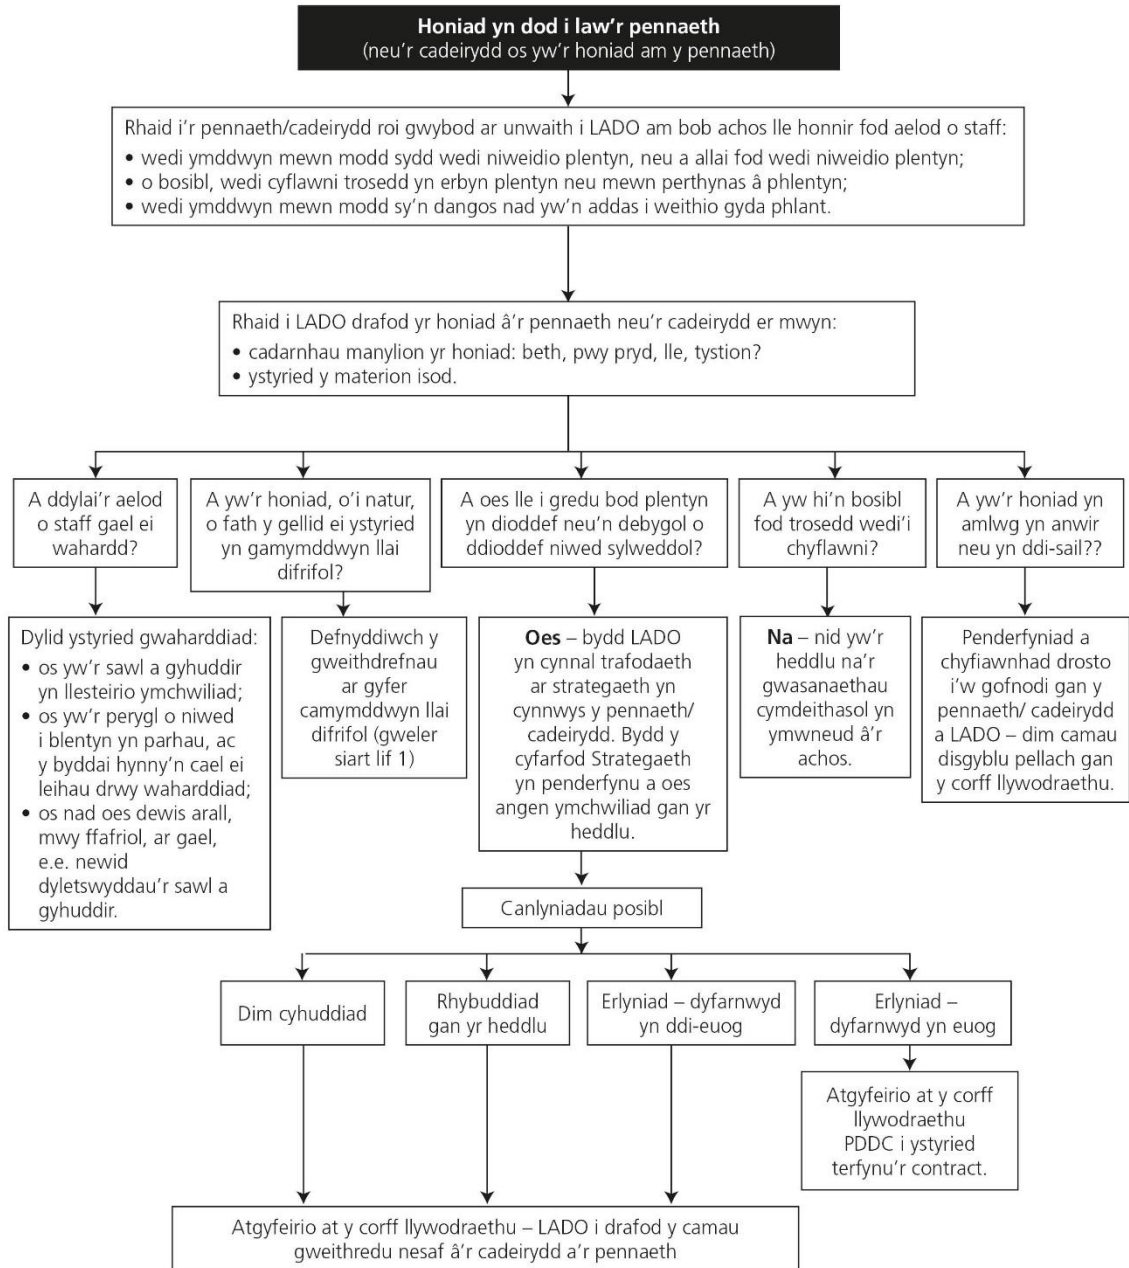 Honiad yn dod i law'r pennaeth
(neu'r cadeirydd os yw'r honiad am y pennaeth)
Rhaid i'r pennaeth/cadeirydd roi gwybod ar unwaith i LADO am bob achos lle honnir fod aelod o staff:
• wedi ymddwyn mewn modd sydd wedi niweidio plentyn, neu a allai fod wedi niweidio plentyn;
• o bosibl, wedi cyflawni trosedd yn erbyn plentyn neu mewn perthynas â phlentyn;
• wedi ymddwyn mewn modd sy'n dangos nad yw'n addas i weithio gyda phlant.
Rhaid i LADO drafod yr honiad â'r pennaeth neu'r cadeirydd er mwyn:
• cadarnhau manylion yr honiad: beth, pwy pryd, lle, tystion?
• ystyried y materion isod.
A ddylai'r aelod
o staff gael ei
wahardd?
A yw'r honiad, o'i natur,
o fath y gellid ei ystyried
yn gamymddwyn llai
difrifol?
A oes lle i gredu bod plentyn
yn dioddef neu'n debygol o
ddioddef niwed sylweddol?
A yw hi'n bosibl
fod trosedd wedi'i
chyflawni?
A yw'r honiad yn
amlwg yn anwir
neu yn ddi-sail??
Dylid ystyried gwaharddiad:
• os yw'r sawl a gyhuddir
yn llesteirio ymchwiliad;
• os yw'r perygl o niwed
i blentyn yn parhau, ac
y byddai hynny'n cael ei
leihau drwy waharddiad;
• os nad oes dewis arall,
mwy ffafriol, ar gael,
e.e. newid
dyletswyddau'r sawl a
gyhuddir.
Defnyddiwch y
gweithdrefnau
ar gyfer
camymddwyn llai
difrifol (gweler
siart lif 1)
Oes – bydd LADO
yn cynnal trafodaeth
ar strategaeth yn
cynnwys y pennaeth/
cadeirydd. Bydd y
cyfarfod Strategaeth
yn penderfynu a oes
angen ymchwiliad gan yr
heddlu.
Na – nid yw'r
heddlu na'r
gwasanaethau
cymdeithasol yn
ymwneud â'r
achos.
Penderfyniad a
chyfiawnhad drosto
i'w gofnodi gan y
pennaeth/ cadeirydd
a LADO – dim camau
disgyblu pellach gan
y corff llywodraethu.
Canlyniadau posibl
Dim cyhuddiad
Rhybuddiad
gan yr heddlu
Erlyniad – dyfarnwyd
yn ddi-euog
Erlyniad –
dyfarnwyd yn euog
Atgyfeirio at y corff
llywodraethu
PDDC i ystyried
terfynu'r contract.
Atgyfeirio at y corff llywodraethu – LADO i drafod y camau
gweithredu nesaf â'r cadeirydd a'r pennaeth